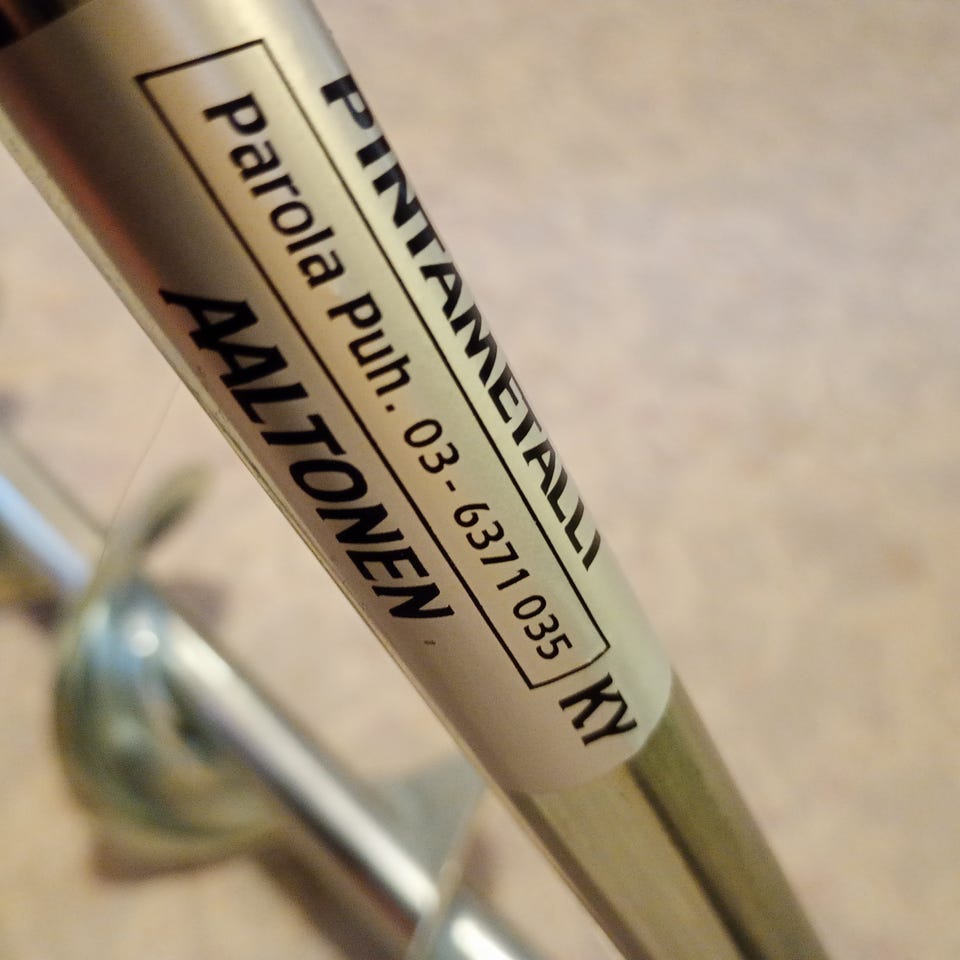 PINTAMETALLI
Parola Puh. 03-6371 035
AALTONEN KY